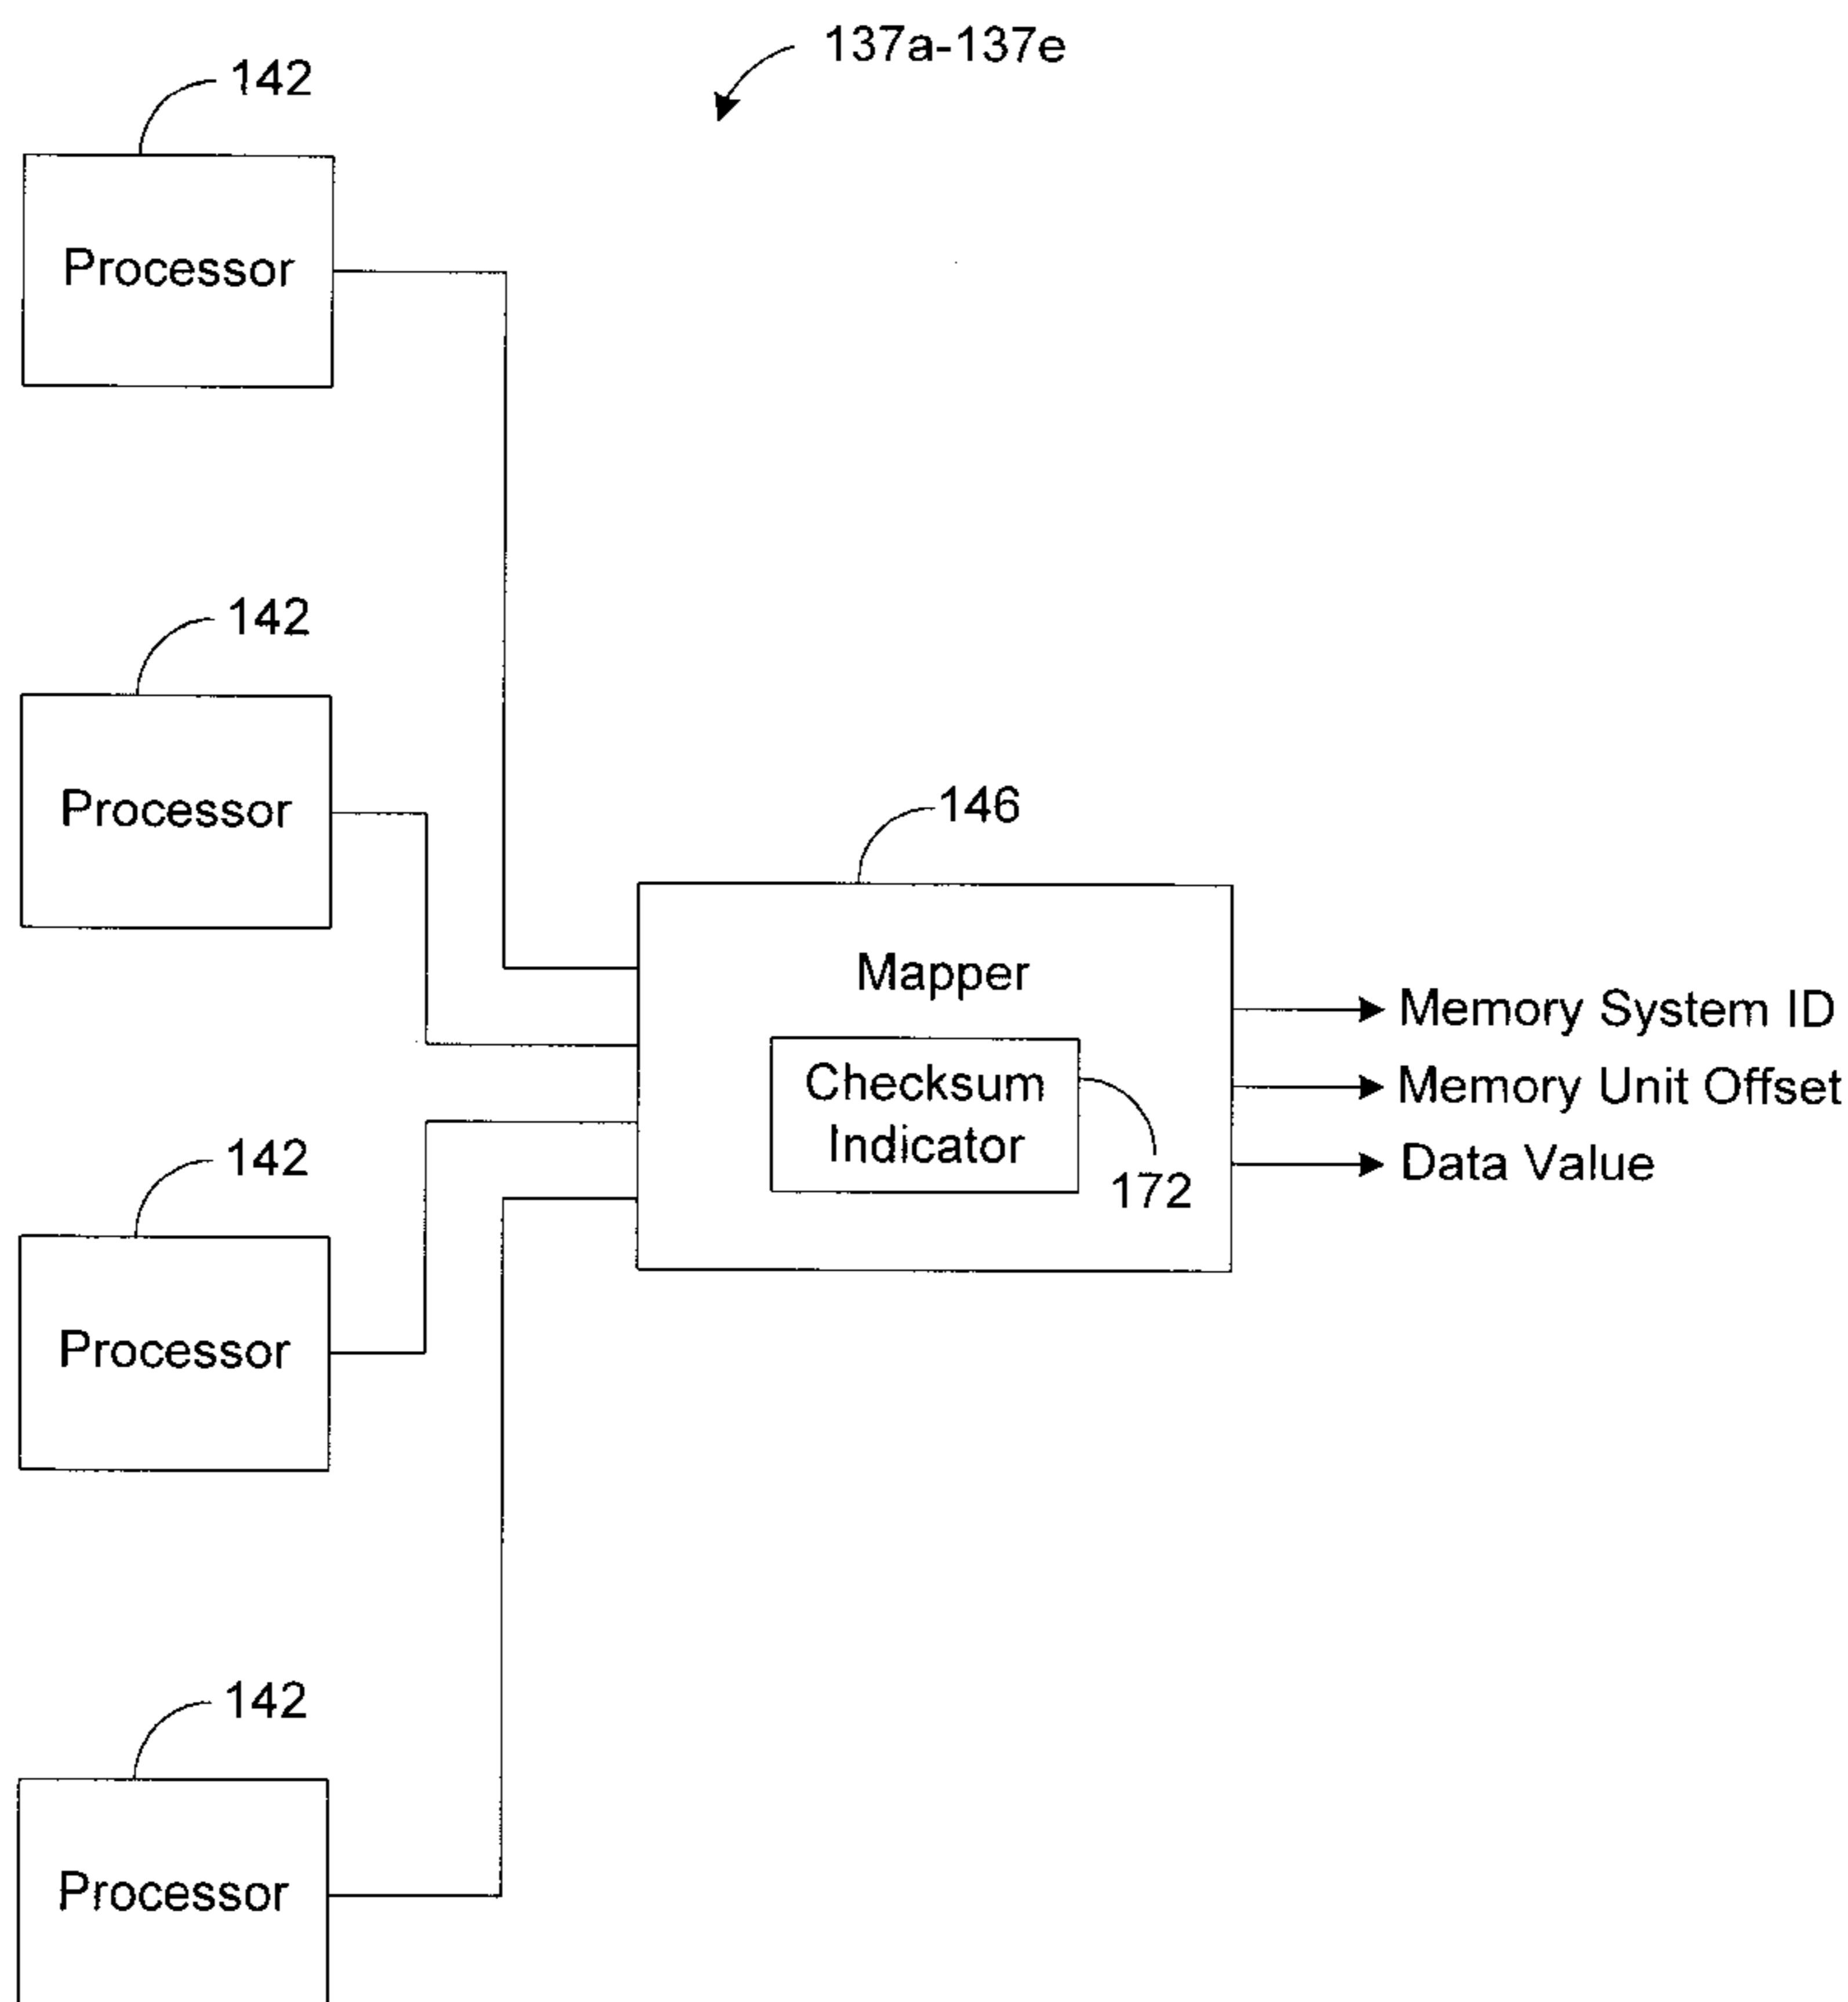 137a-137e
142
Processor
142
Processor
146
Mapper
Checksum
Indicator
172
Memory System ID
Memory Unit Offset
Data Value
142
Processor
142
Processor